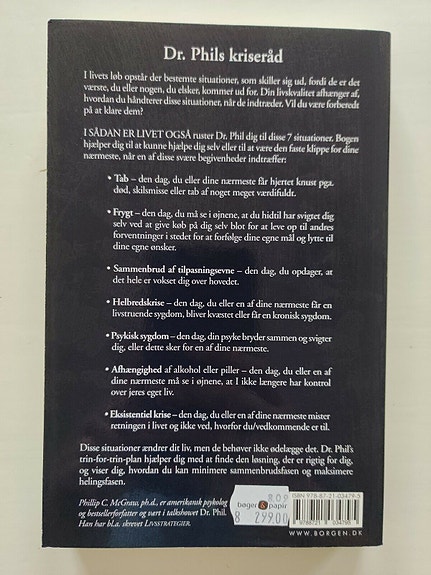 Dr. Phils kriseråd
I livets løb opstår der bestemte situationer, som skiller sig ud, fordi de er det
værste, du eller nogen, du elsker, kommer ud for. Din livskvalitet afhænger af,
hvordan du håndterer disse situationer, når de indtræder. Vil du være forberedt
på at klare dem?
I SÅDAN ER LIVET OGSÅ ruster Dr. Phil dig til disse 7 situationer. Bogen
hjælper dig til at kunne hjælpe dig selv eller til at være den faste klippe for dine
nærmeste, når en af disse svære begivenheder indtræffer:
• Tab – den dag, du eller dine nærmeste får hjertet knust pga.
død, skilsmisse eller tab af noget meget værdifuldt.
• Frygt – den dag, du må se i øjnene, at du hidtil har svigtet dig
selv ved at give køb på dig selv blot for at leve op til andres
forventninger i stedet for at forfølge dine egne mål og lytte til
dine egne ønsker.
• Sammenbrud af tilpasningsevne – den dag, du opdager, at
det hele er vokset dig over hovedet.
• Helbredskrise – den dag, du eller en af dine nærmeste får en
livstruende sygdom, bliver kvæstet eller får en kronisk sygdom.
• Psykisk sygdom – den dag, din psyke bryder sammen og svigter
dig, eller dette sker for en af dine nærmeste.
• Afhængighed af alkohol eller piller – den dag, du eller en af
dine nærmeste må se i øjnene, at I ikke længere har kontrol
over jeres eget liv.
• Eksistentiel krise – den dag, du eller en af dine nærmeste mister
retningen i livet og ikke ved, hvorfor du/vedkommende er til.
Disse situationer ændrer dit liv, men de behøver ikke ødelægge det. Dr. Phil's
trin-for-trin-plan hjælper dig med at finde den løsning, der er rigtig for dig,
og viser dig, hvordan du kan minimere sammenbrudsfasen og maksimere
helingsfasen.
Phillip C. McGraw, ph.d., er amerikansk psykolog
og bestsellerforfatter og vært i talkshowet Dr. Phil.
Han har bl.a. skrevet LIVSSTRATEGIER.
809
bøger & papir
8 299.00
ISBN 978-87-21-03479-5
9 788721 034795
WWW.BORGEN.DK